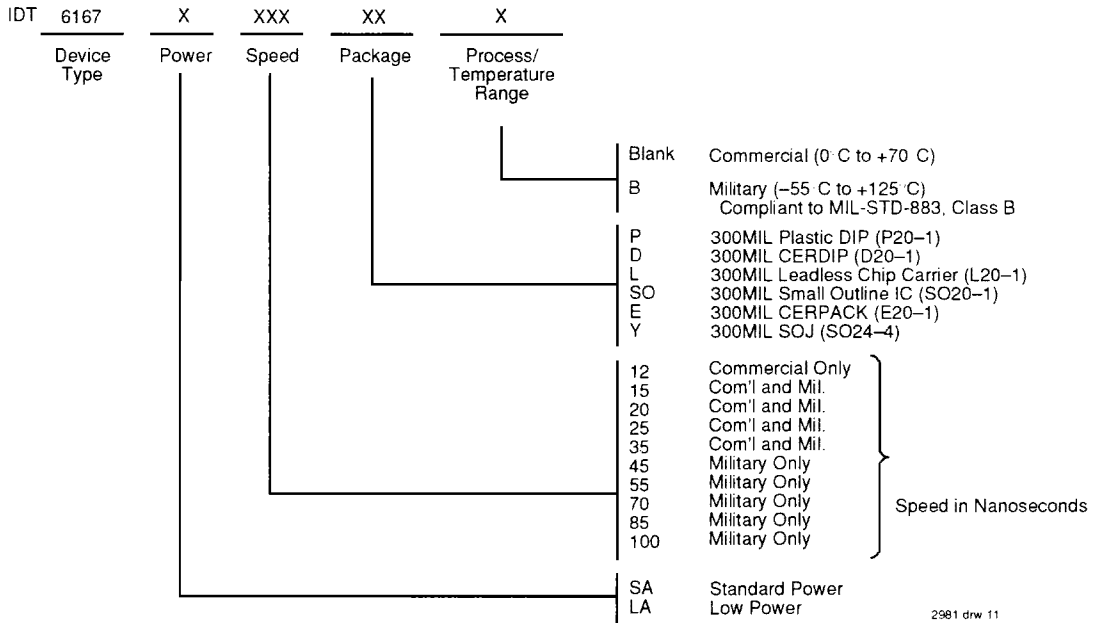 IDT 6167 X XXX XX X
Device Type Power Speed Package Process/ Temperature Range
Blank Commercial (0°C to +70 C)
B Military (–55°C to +125°C)
Compliant to MIL-STD-883, Class B
P 300MIL Plastic DIP (P20–1)
D 300MIL CERDIP (D20–1)
L 300MIL Leadless Chip Carrier (L20–1)
SO 300MIL Small Outline IC (SO20–1)
E 300MIL CERPACK (E20–1)
Y 300MIL SOJ (SO24–4)
12 Commercial Only
15 Com'l and Mil.
20 Com'l and Mil.
25 Com'l and Mil.
35 Com'l and Mil.
45 Military Only
55 Military Only
70 Military Only
85 Military Only
100 Military Only
Speed in Nanoseconds
SA Standard Power
LA Low Power
2981 drw 11